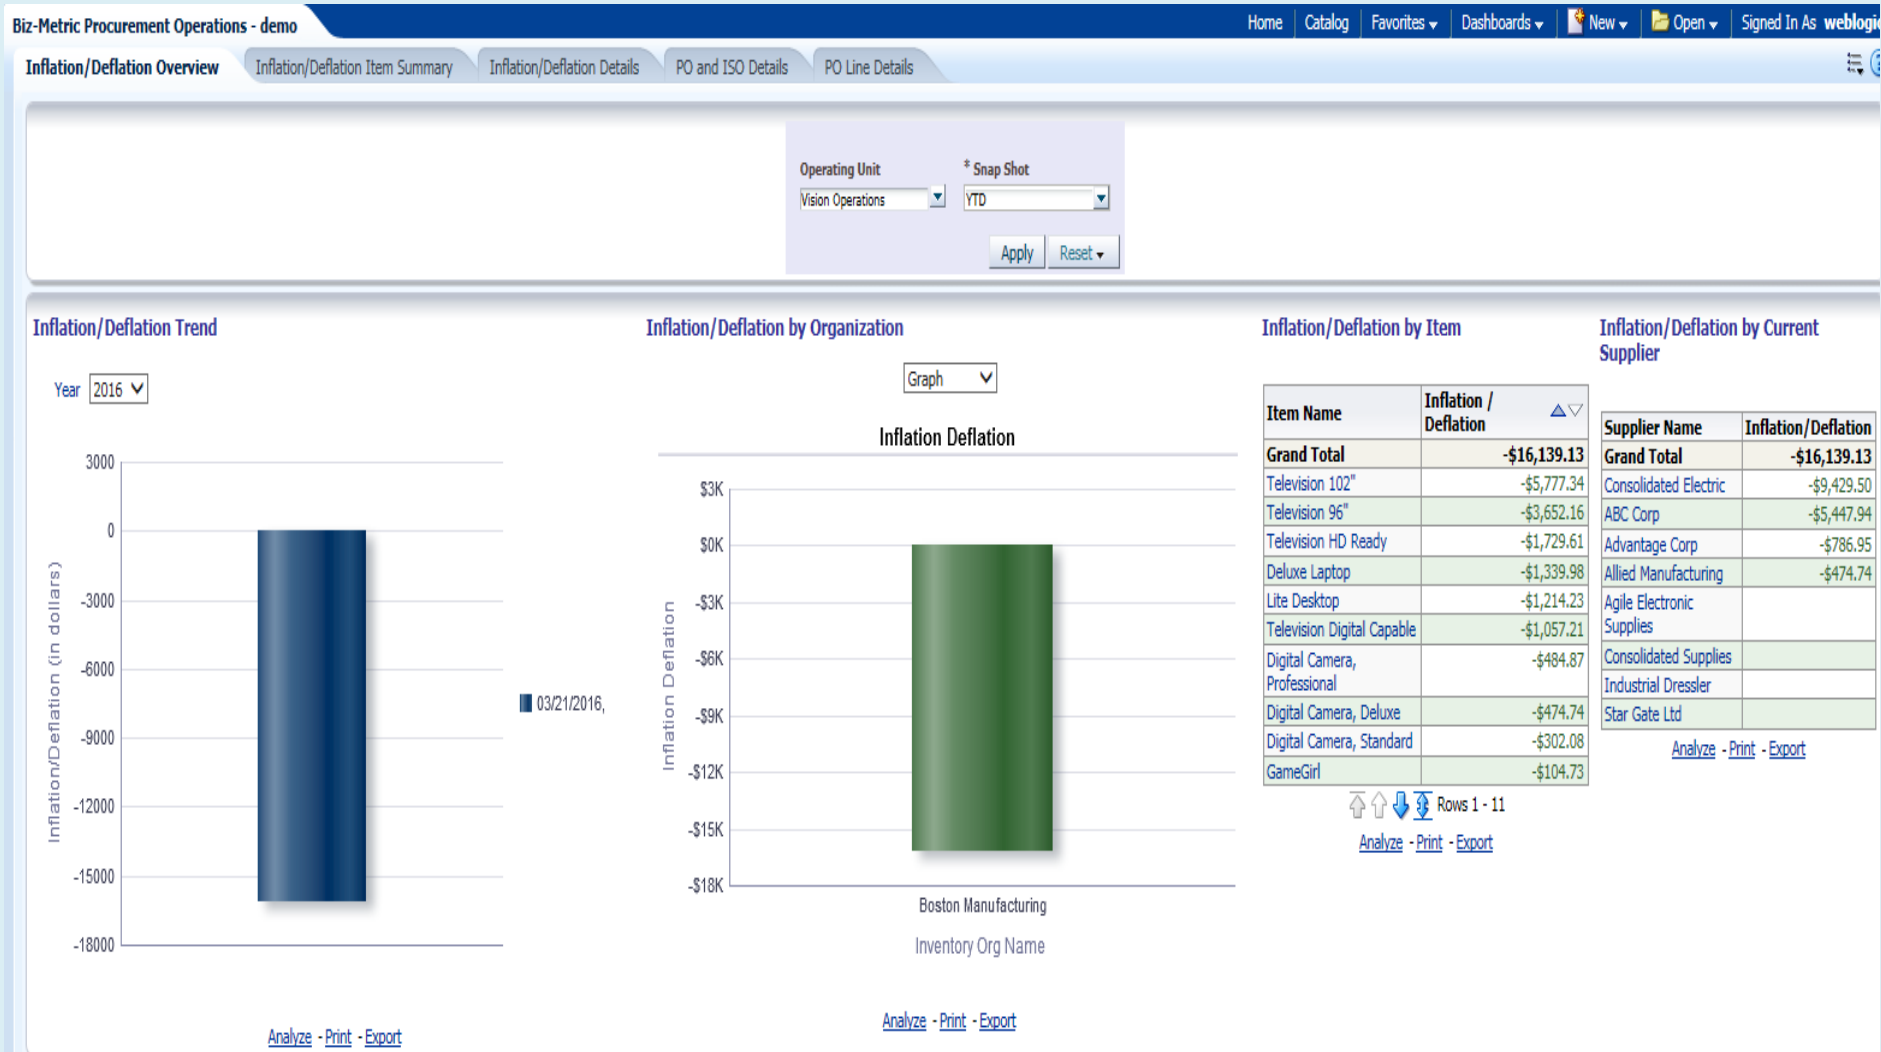 Biz-Metric Procurement Operations - demo
Home Catalog Favorites Dashboards New Open Signed In As weblogic
Inflation/Deflation Overview Inflation/Deflation Item Summary Inflation/Deflation Details PO and ISO Details PO Line Details
Operating Unit * Snap Shot
Vision Operations YTD
Apply Reset
Inflation/Deflation Trend
Year 2016
3000
0
-3000
-6000
-9000
-12000
-15000
-18000
Inflation/Deflation (in dollars)
03/21/2016,
Analyze - Print - Export
Inflation/Deflation by Organization
Graph
Inflation Deflation
$3K
$0K
-$3K
-$6K
-$9K
-$12K
-$15K
-$18K
Inflation Deflation
Boston Manufacturing
Inventory Org Name
Analyze - Print - Export
Inflation/Deflation by Item
Item Name Inflation /
Deflation
Grand Total -$16,139.13
Television 102" -$5,777.34
Television 96" -$3,652.16
Television HD Ready -$1,729.61
Deluxe Laptop -$1,339.98
Lite Desktop -$1,214.23
Television Digital Capable -$1,057.21
Digital Camera, -$484.87
Professional
Digital Camera, Deluxe -$474.74
Digital Camera, Standard -$302.08
GameGirl -$104.73
Rows 1 - 11
Analyze - Print - Export
Inflation/Deflation by Current
Supplier
Supplier Name Inflation/Deflation
Grand Total -$16,139.13
Consolidated Electric -$9,429.50
ABC Corp -$5,447.94
Advantage Corp -$786.95
Allied Manufacturing -$474.74
Agile Electronic
Supplies
Consolidated Supplies
Industrial Dressler
Star Gate Ltd
Analyze - Print - Export